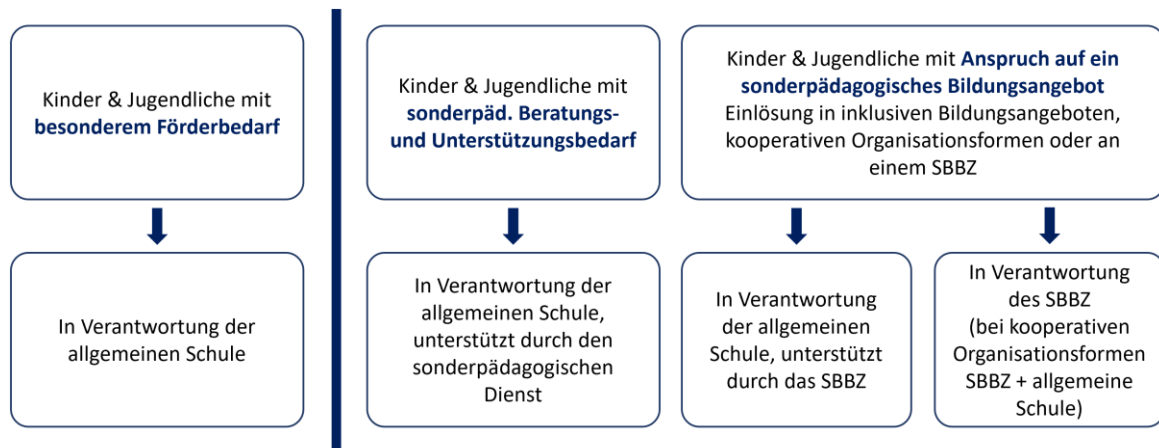 Kinder & Jugendliche mit
besonderem Förderbedarf
Kinder & Jugendliche mit
sonderpäd. Beratungs-
und Unterstützungsbedarf
Kinder & Jugendliche mit Anspruch auf ein
sonderpädagogisches Bildungsangebot
Einlösung in inklusiven Bildungsangeboten,
kooperativen Organisationsformen oder an
einem SBBZ
In Verantwortung der
allgemeinen Schule
In Verantwortung der
allgemeinen Schule,
unterstützt durch den
sonderpädagogischen
Dienst
In Verantwortung
der allgemeinen
Schule, unterstützt
durch das SBBZ
In Verantwortung
des SBBZ
(bei kooperativen
Organisationsformen
SBBZ + allgemeine
Schule)